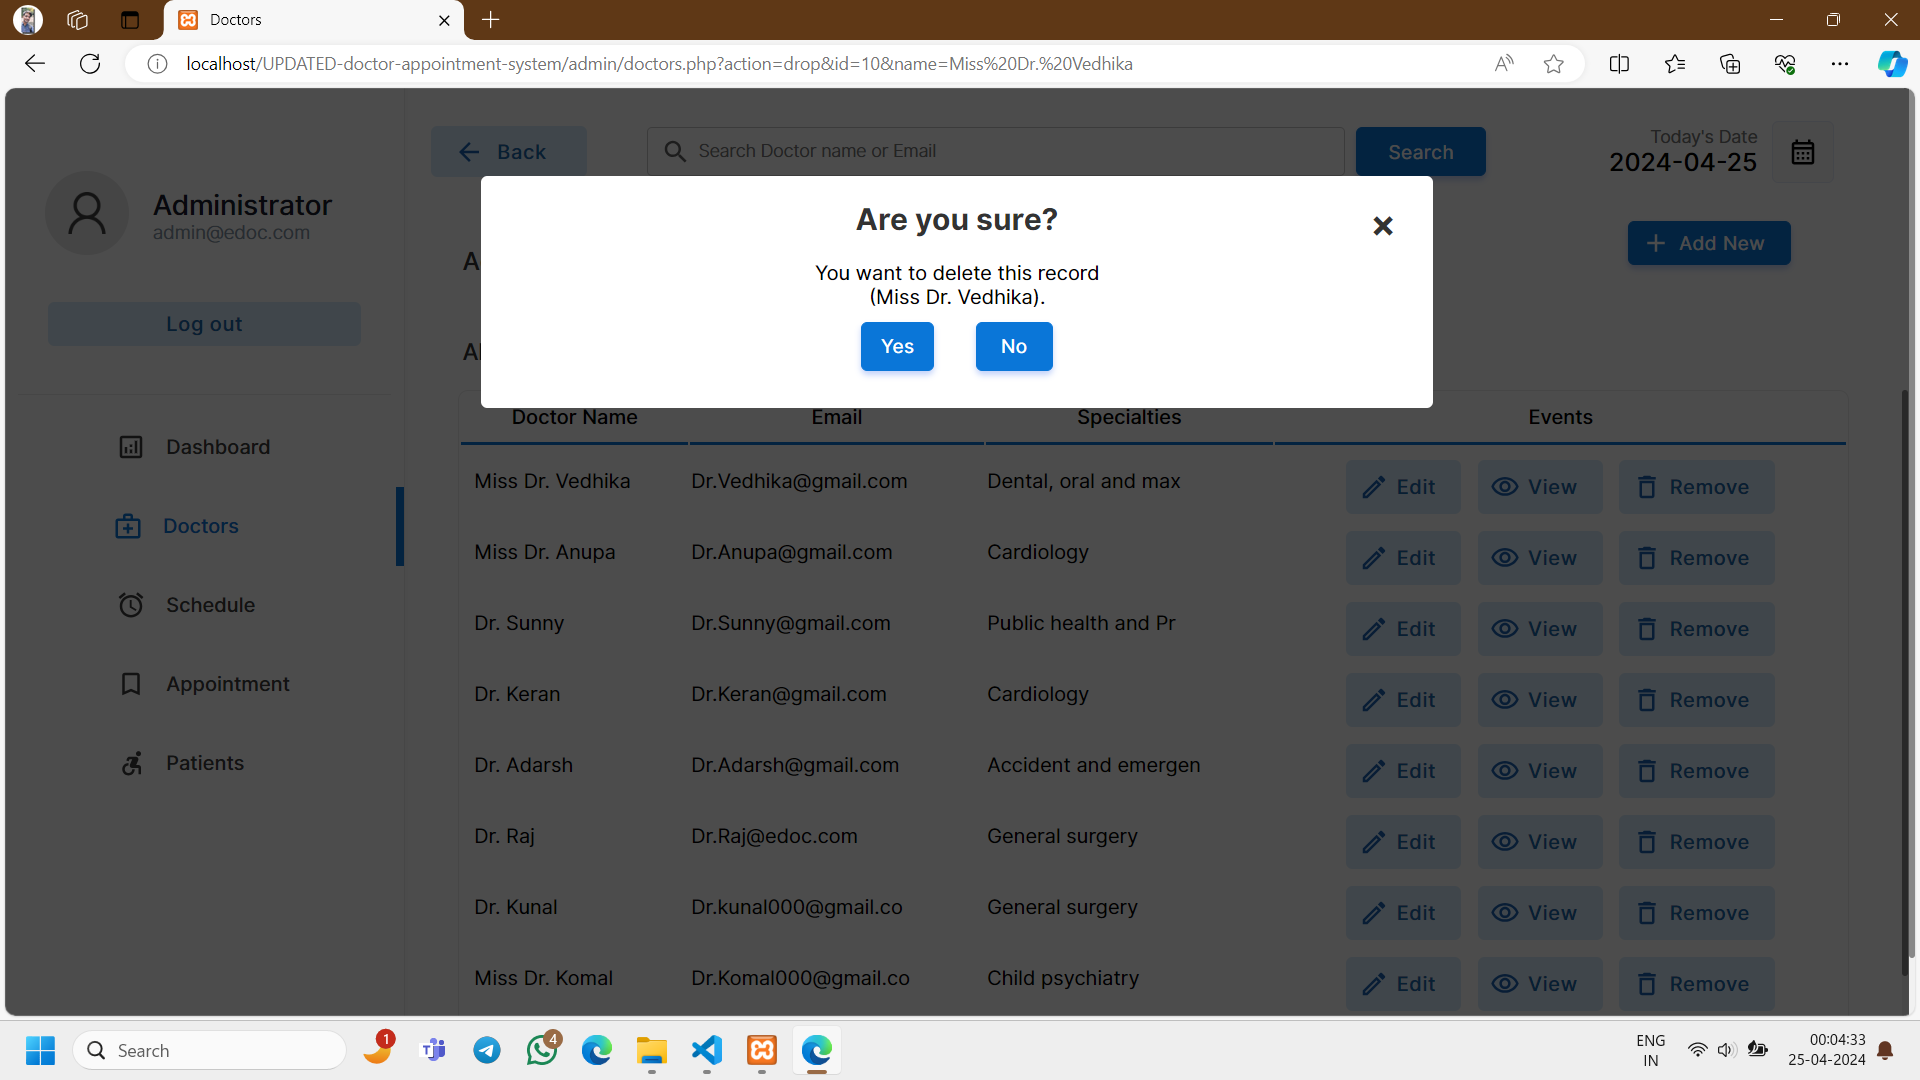 Doctors
localhost/UPDATED-doctor-appointment-system/admin/doctors.php?action=drop&id=10&name=Miss%20Dr.%20Vedhika
Administrator
admin@edoc.com
Log out
Dashboard
Doctors
Schedule
Appointment
Patients
Back
Search Doctor name or Email
Search
Today's Date
2024-04-25
Add New
Are you sure?
You want to delete this record
(Miss Dr. Vedhika).
Yes No
Doctor Name Email Specialties Events
Miss Dr. Vedhika Dr.Vedhika@gmail.com Dental, oral and max Edit View Remove
Miss Dr. Anupa Dr.Anupa@gmail.com Cardiology Edit View Remove
Dr. Sunny Dr.Sunny@gmail.com Public health and Pr Edit View Remove
Dr. Keran Dr.Keran@gmail.com Cardiology Edit View Remove
Dr. Adarsh Dr.Adarsh@gmail.com Accident and emergen Edit View Remove
Dr. Raj Dr.Raj@edoc.com General surgery Edit View Remove
Dr. Kunal Dr.kunal000@gmail.co General surgery Edit View Remove
Miss Dr. Komal Dr.Komal000@gmail.co Child psychiatry Edit View Remove
Search
1
4
ENG
IN
00:04:33
25-04-2024